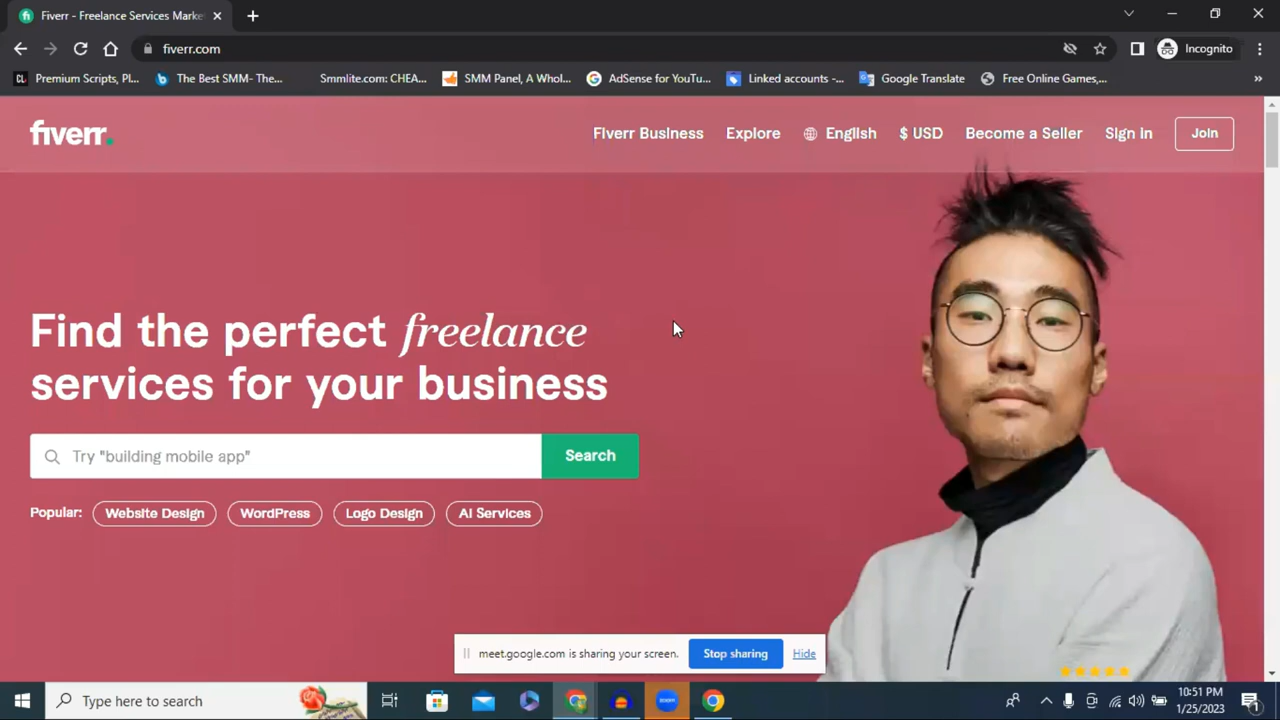 Fiverr - Freelance Services Marke
fiverr.com
Incognito
CL Premium Scripts, Pl...
The Best SMM- The...
Smmlite.com: CHEA...
SMM Panel, A Whol...
AdSense for YouTu...
Linked accounts -...
Google Translate
Free Online Games,...
fiverr.
Fiverr Business
Explore
English
$ USD
Become a Seller
Sign In
Join
Find the perfect freelance
services for your business
Try "building mobile app"
Search
Popular:
Website Design
WordPress
Logo Design
AI Services
meet.google.com is sharing your screen.
Stop sharing
Hide
Type here to search
zoom
10:51 PM
1/25/2023
1